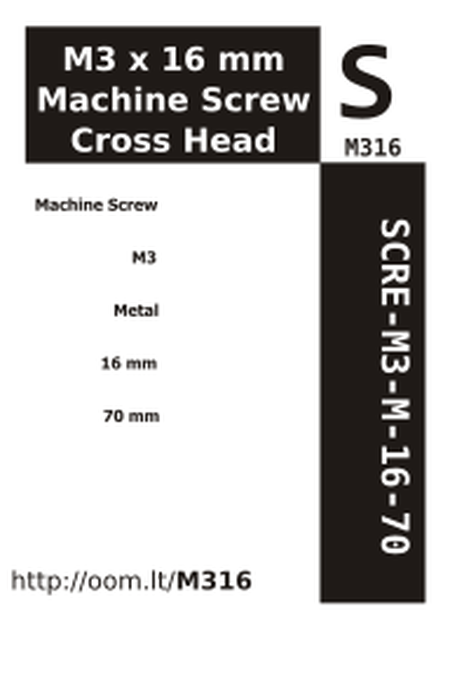 M3 x 16 mm
Machine Screw
Cross Head
S
M316
Machine Screw
M3
Metal
16 mm
70 mm
SCRE-M3-M-16-70
http://oom.lt/M316